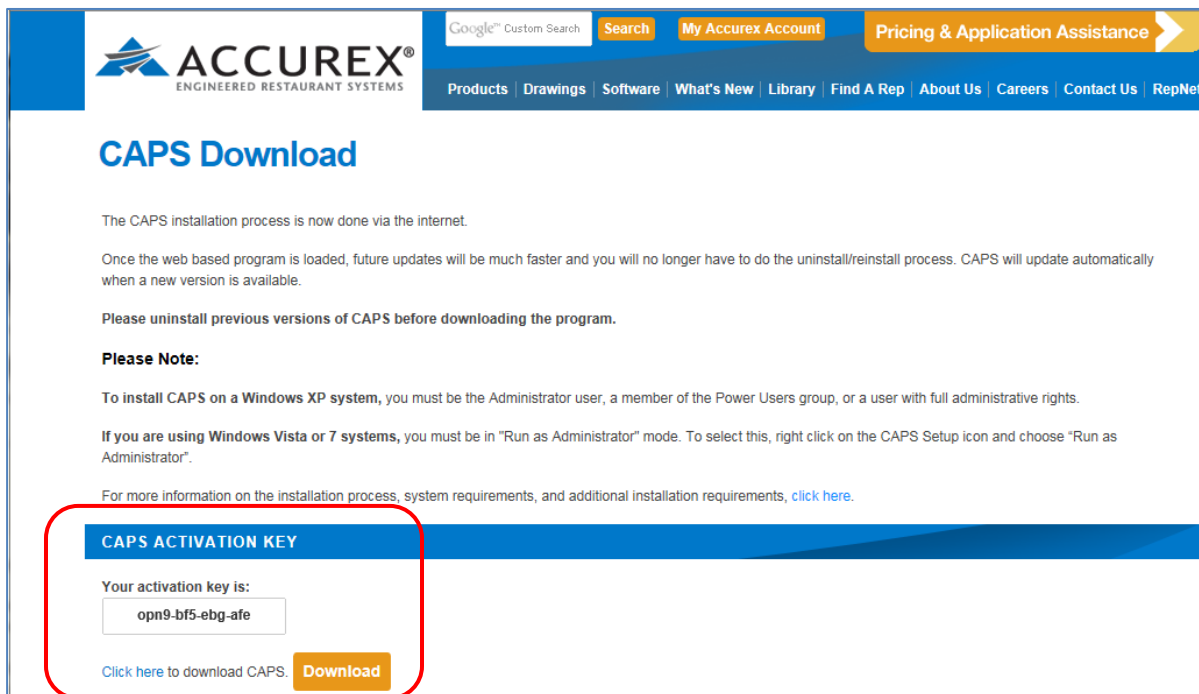 Google™ Custom Search Search My Accurex Account Pricing & Application Assistance
ACCUREX®
ENGINEERED RESTAURANT SYSTEMS
Products | Drawings | Software | What's New | Library | Find A Rep | About Us | Careers | Contact Us | RepNet
CAPS Download
The CAPS installation process is now done via the internet.
Once the web based program is loaded, future updates will be much faster and you will no longer have to do the uninstall/reinstall process. CAPS will update automatically
when a new version is available.
Please uninstall previous versions of CAPS before downloading the program.
Please Note:
To install CAPS on a Windows XP system, you must be the Administrator user, a member of the Power Users group, or a user with full administrative rights.
If you are using Windows Vista or 7 systems, you must be in "Run as Administrator" mode. To select this, right click on the CAPS Setup icon and choose “Run as
Administrator”.
For more information on the installation process, system requirements, and additional installation requirements, click here.
CAPS ACTIVATION KEY
Your activation key is:
opn9-bf5-ebg-afe
Click here to download CAPS. Download